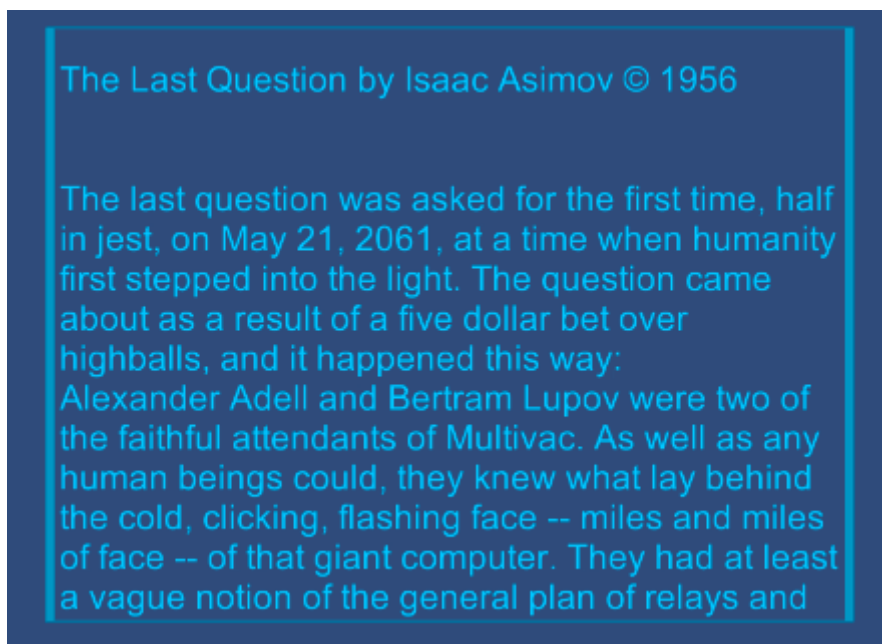 The Last Question by Isaac Asimov © 1956
The last question was asked for the first time, half
in jest, on May 21, 2061, at a time when humanity
first stepped into the light. The question came
about as a result of a five dollar bet over
highballs, and it happened this way:
Alexander Adell and Bertram Lupov were two of
the faithful attendants of Multivac. As well as any
human beings could, they knew what lay behind
the cold, clicking, flashing face -- miles and miles
of face -- of that giant computer. They had at least
a vague notion of the general plan of relays and